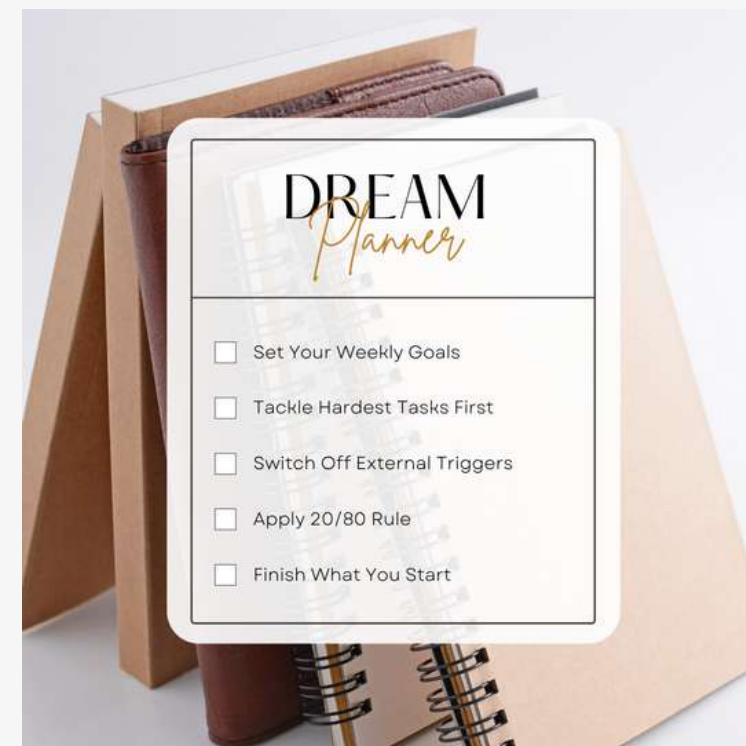 DREAM
Planner
Set Your Weekly Goals
Tackle Hardest Tasks First
Switch Off External Triggers
Apply 20/80 Rule
Finish What You Start